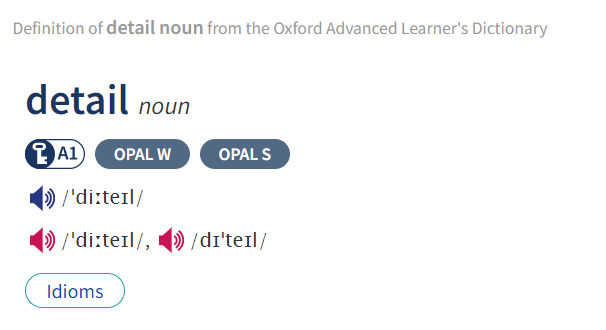 Definition of detail noun from the Oxford Advanced Learner's Dictionary
detail noun
A1 OPAL W OPAL S
/ˈdiːteɪl/
/ˈdiːteɪl/, /dɪˈteɪl/
Idioms